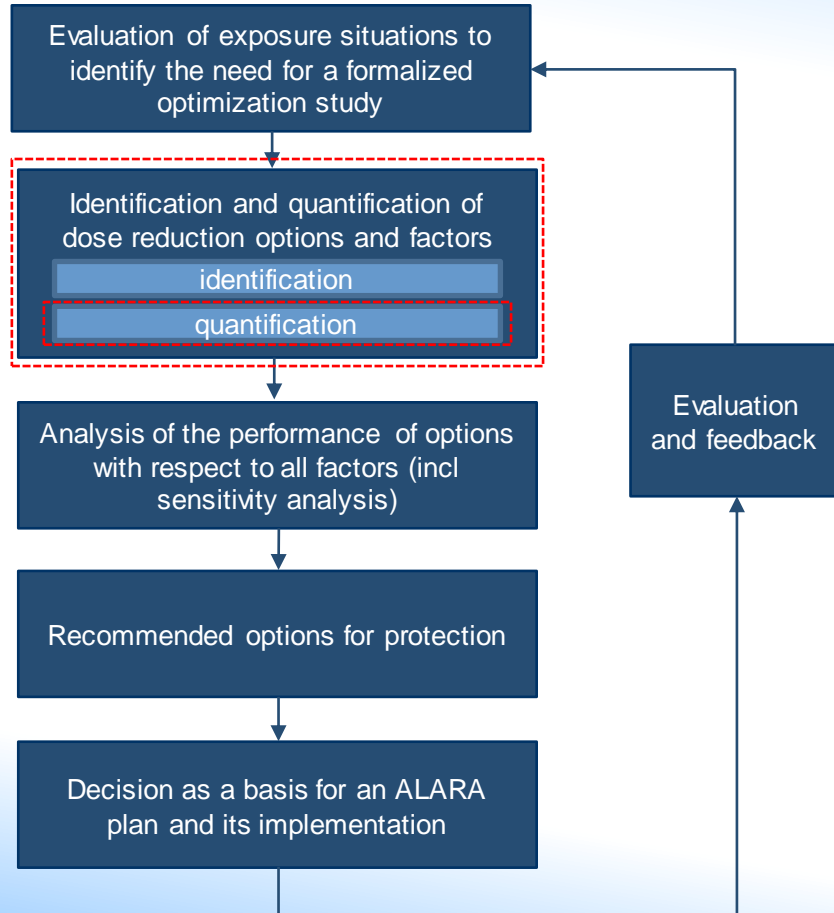 Evaluation of exposure situations to
identify the need for a formalized
optimization study
Identification and quantification of
dose reduction options and factors
identification
quantification
Analysis of the performance of options
with respect to all factors (incl
sensitivity analysis)
Recommended options for protection
Decision as a basis for an ALARA
plan and its implementation
Evaluation
and feedback